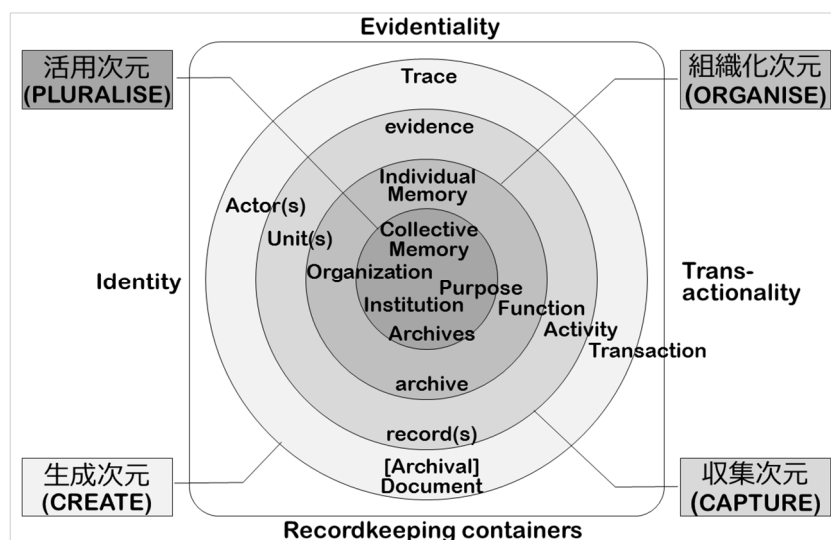 Evidentiality
活用次元
(PLURALISE)
組織化次元
(ORGANISE)
Trace
evidence
Individual
Memory
Actor(s)
Unit(s)
Collective
Memory
Organization
Identity
Purpose
Trans-
actionality
Institution
Function
Activity
Archives
Transaction
archive
record(s)
[Archival]
Document
生成次元
(CREATE)
収集次元
(CAPTURE)
Recordkeeping containers